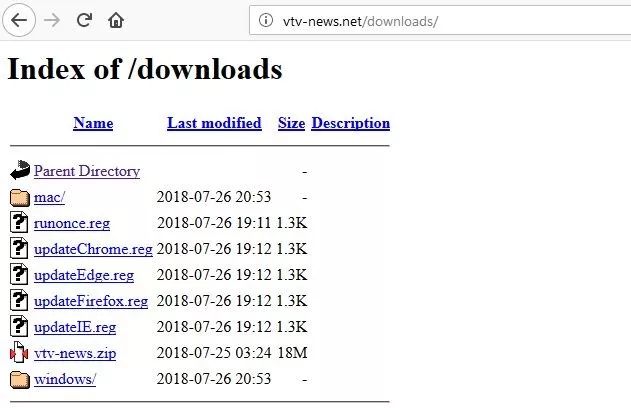 vtv-news.net/downloads/
Index of /downloads
Name Last modified Size Description
Parent Directory -
mac/ 2018-07-26 20:53 -
runonce.reg 2018-07-26 19:11 1.3K
updateChrome.reg 2018-07-26 19:12 1.3K
updateEdge.reg 2018-07-26 19:12 1.3K
updateFirefox.reg 2018-07-26 19:12 1.3K
updateIE.reg 2018-07-26 19:12 1.3K
vtv-news.zip 2018-07-25 03:24 18M
windows/ 2018-07-26 20:53 -